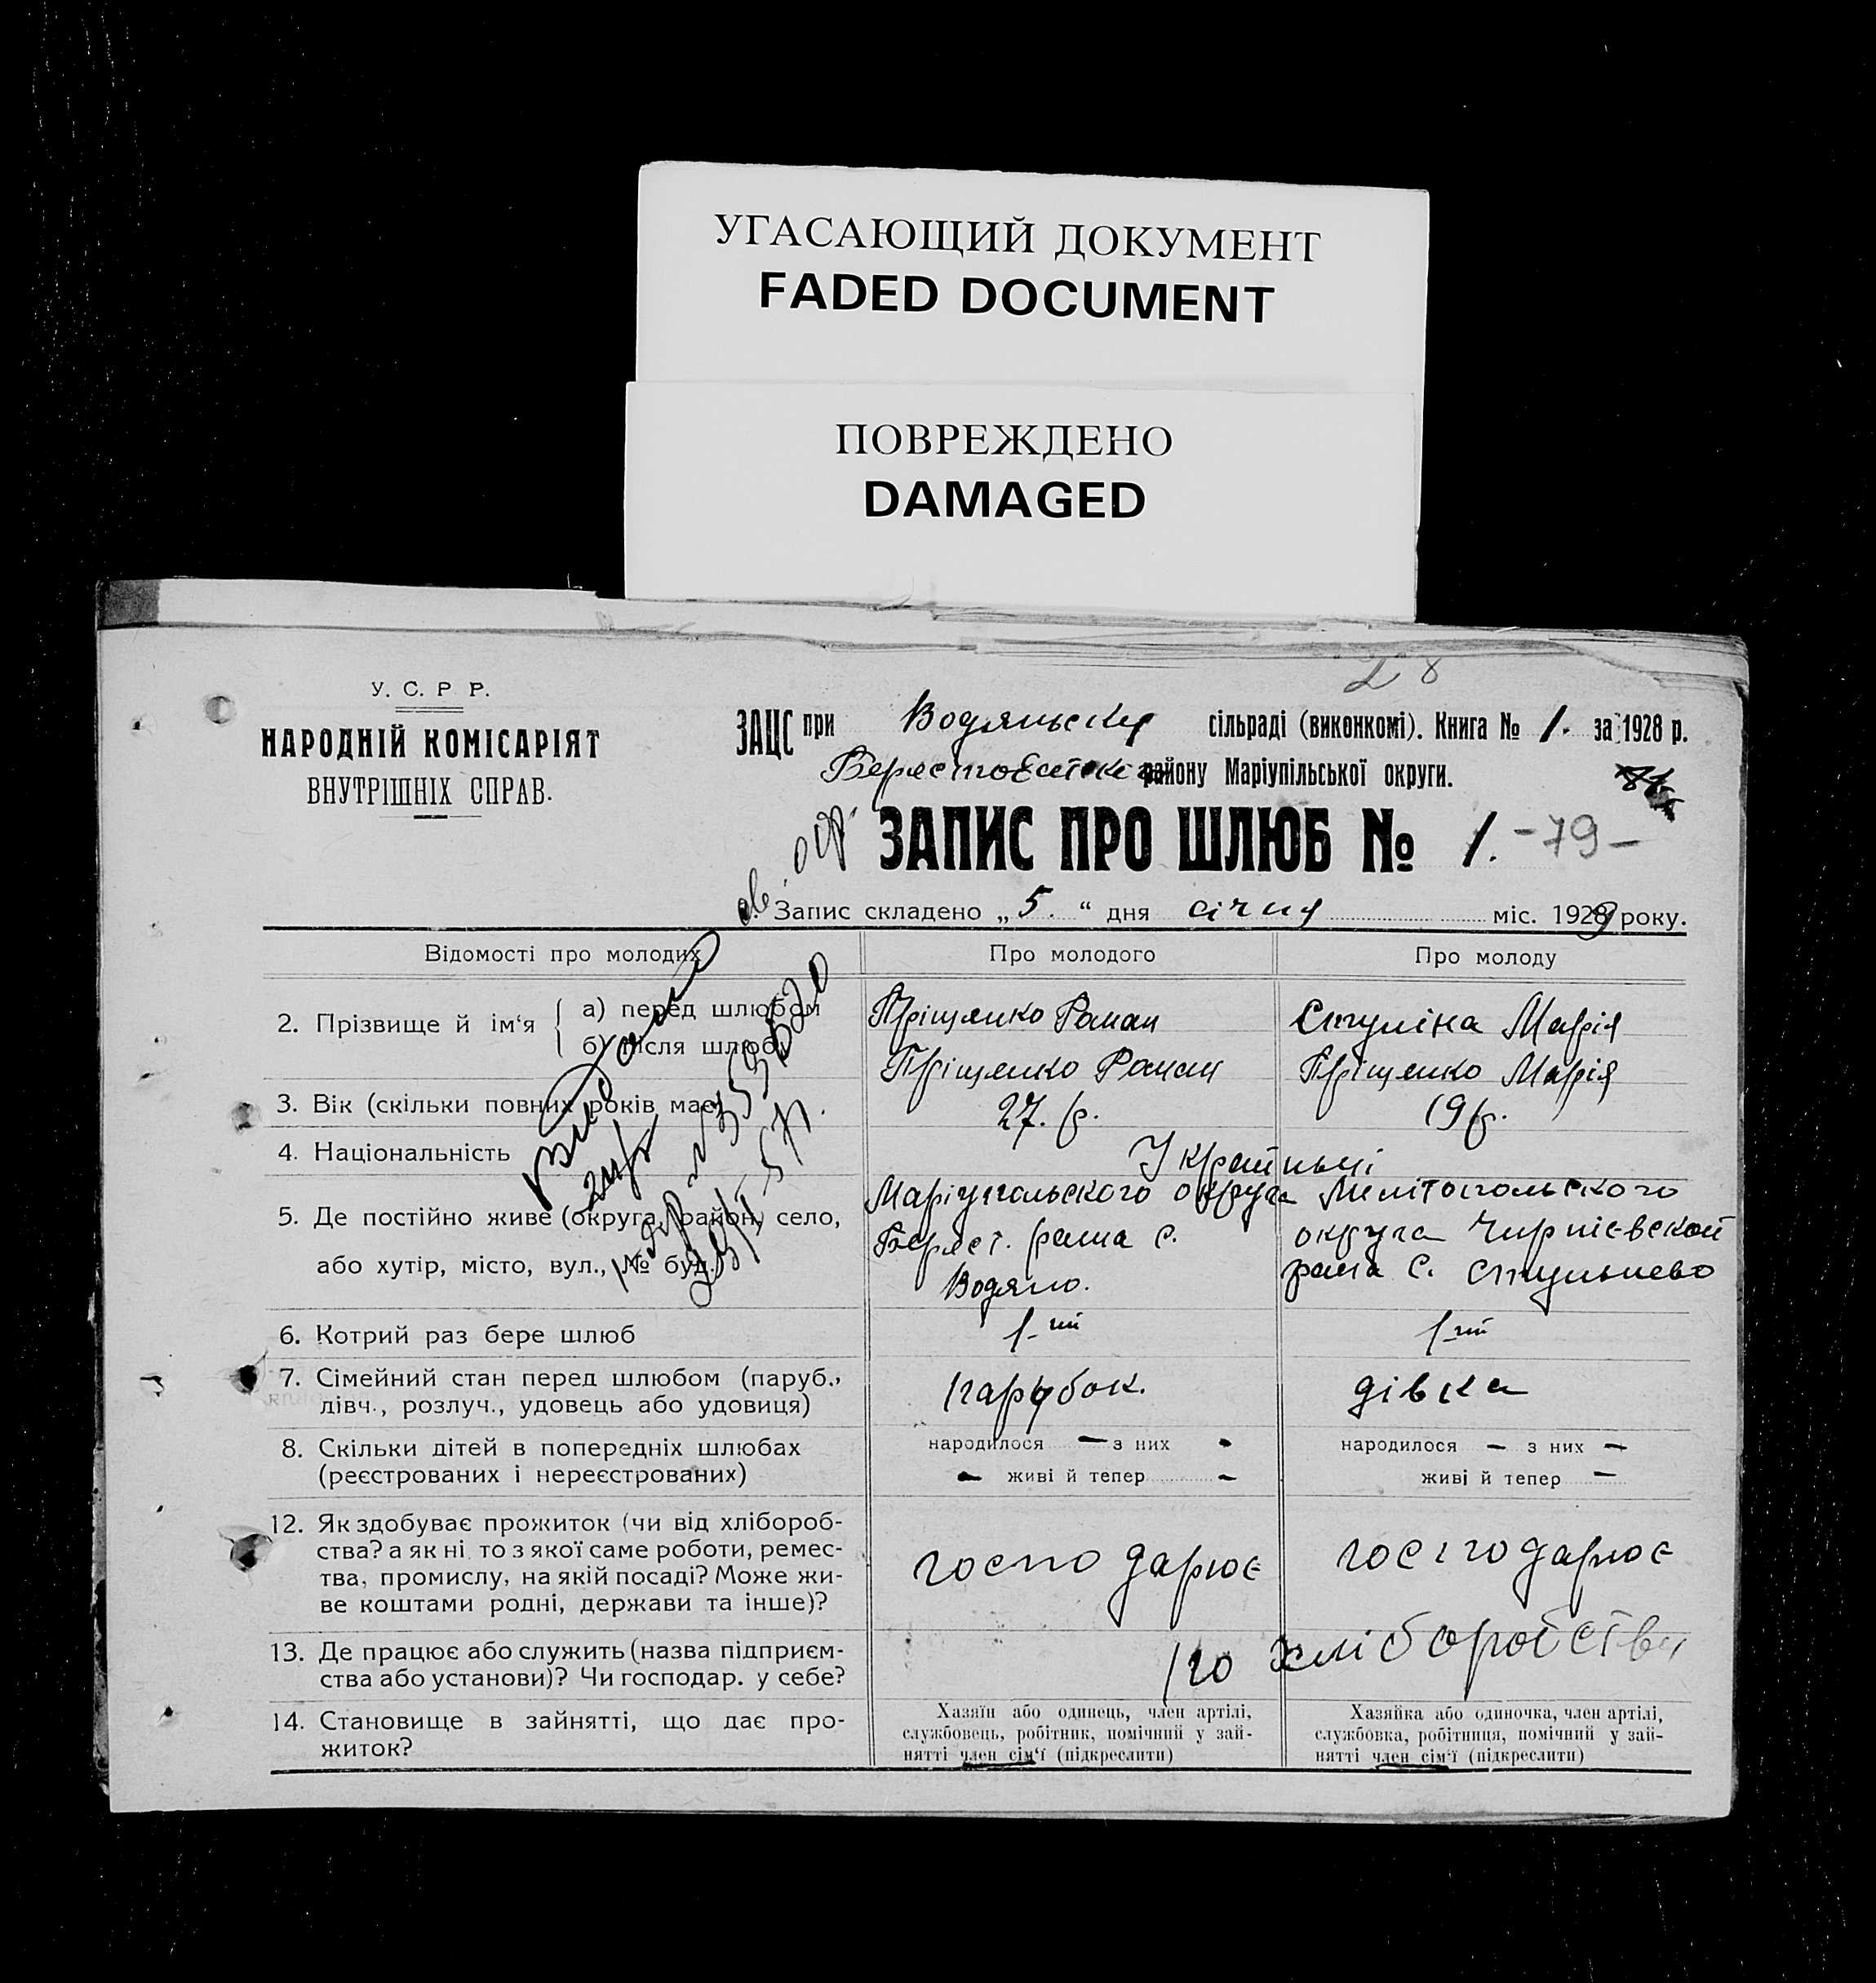 УГАСАЮЩИЙ ДОКУМЕНТ
FADED DOCUMENT
ПОВРЕЖДЕНО
DAMAGED
28
У. С. Р Р.
НАРОДНІЙ КОМІСАРІЯТ
ВНУТРІШНІХ СПРАВ.
ЗАЦС при Водянську сільраді (виконкомі). Книга № 1. за 1928 р.
району Маріупільської округи.
ЗАПИС ПРО ШЛЮБ № 1. -79-
Запис складено „5." дня січня міс. 1929 року.
Відомості про молодих
Про молодого
Про молоду
2. Прізвище й ім'я { а) перед шлюбом
б) після шлюбу
Пріщенко Роман
Пріщенко Роман
Стуліна Марія
Пріщенко Марія
3. Вік (скільки повних років має)
27. р.
19 р.
4. Національність
Українці
5. Де постійно живе (округа, район, село,
або хутір, місто, вул., № буд.)
Маріупольского округа
Берест. раина с.
Водяно.
Мелітопольского
округа
раина с.
6. Котрий раз бере шлюб
1-ий
1-ий
7. Сімейний стан перед шлюбом (паруб.,
дівч., розлуч., удовець або удовиця)
парубок.
дівка
8. Скільки дітей в попередніх шлюбах
(реєстрованих і нереєстрованих)
народилося — з них -
- живі й тепер -
народилося — з них —
живі й тепер —
12. Як здобуває прожиток (чи від хлібороб-
ства? а як ні то з якої саме роботи, ремес-
тва, промислу, на якій посаді? Може жи-
ве коштами родні, держави та інше)?
господарює
господарює
13. Де працює або служить (назва підприєм-
ства або установи)? Чи господар. у себе?
по хліборобству
14. Становище в зайнятті, що дає про-
житок?
Хазяїн або одинець, член артілі,
службовець, робітник, помічний у зай-
нятті член сім'ї (підкреслити)
Хазяйка або одиночка, член артілі,
службовка, робітниця, помічний у зай-
нятті член сім'ї (підкреслити)